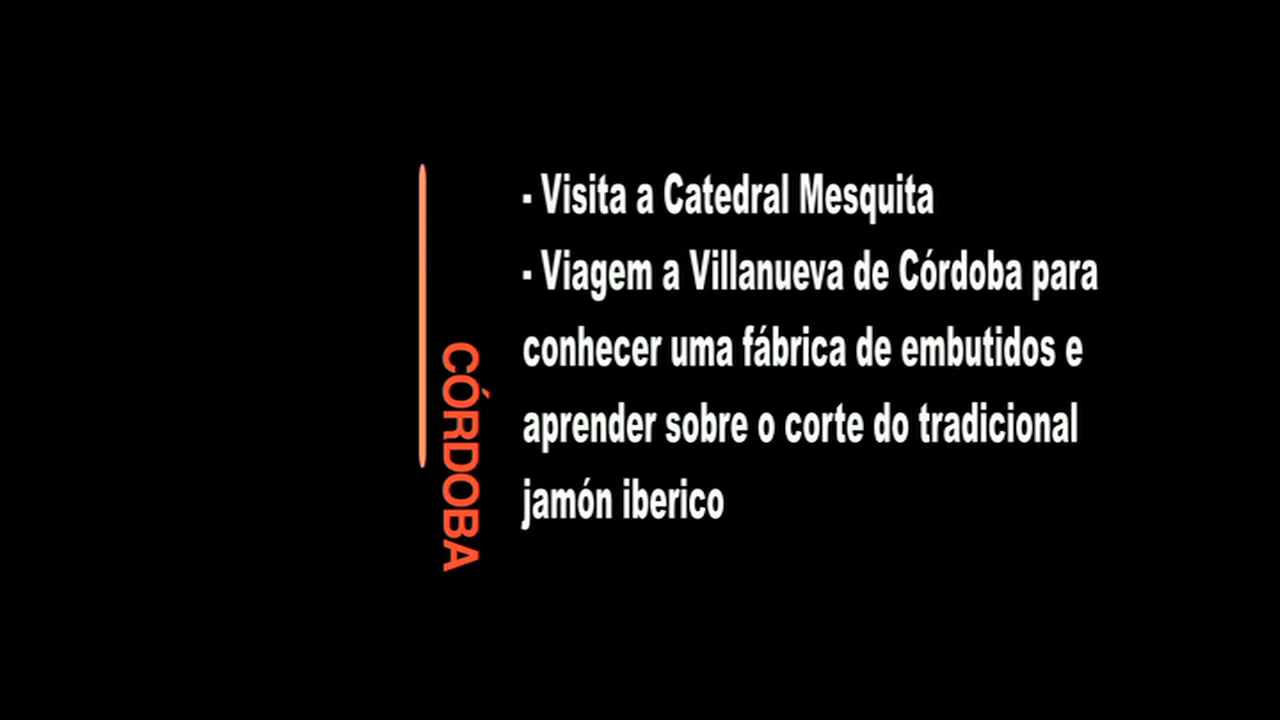 CÓRDOBA
- Visita a Catedral Mesquita
- Viagem a Villanueva de Córdoba para
conhecer uma fábrica de embutidos e
aprender sobre o corte do tradicional
jamón iberico